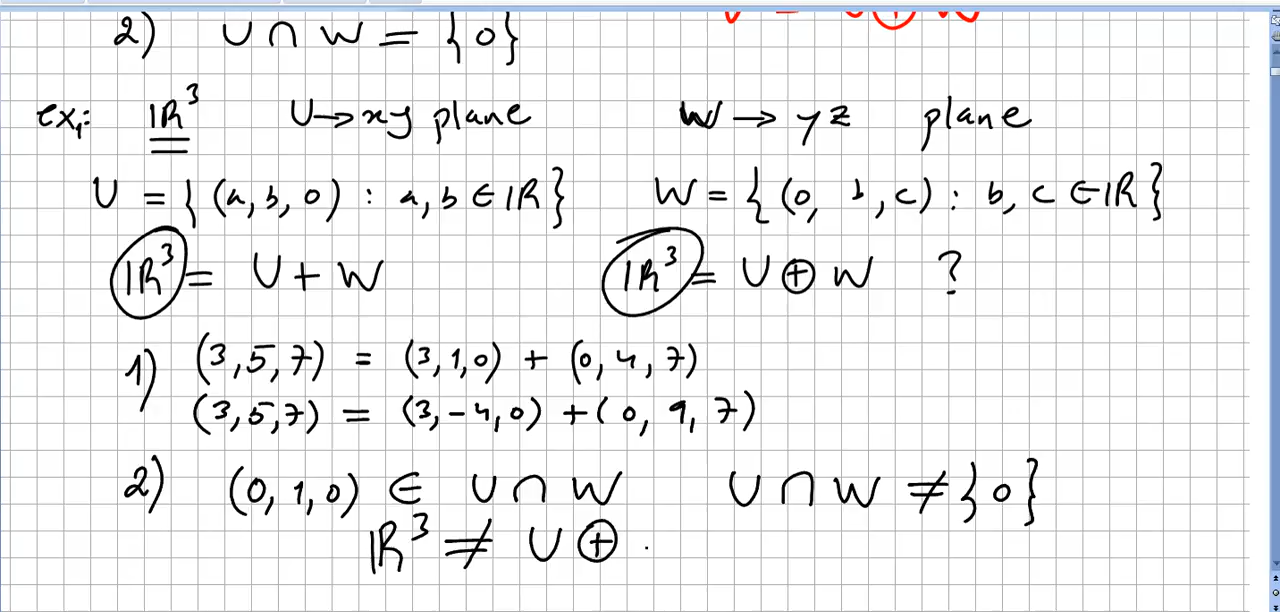 V = U ⊕ W
2) U ∩ W = {0}
ex1: ℝ³ U → xy plane W → yz plane
U = {(a, b, 0) : a, b ∈ ℝ} W = {(0, b, c) : b, c ∈ ℝ}
ℝ³ = U + W ℝ³ = U ⊕ W ?
1) (3,5,7) = (3,1,0) + (0,4,7)
(3,5,7) = (3,-4,0) + (0,9,7)
2) (0,1,0) ∈ U ∩ W U ∩ W ≠ {0}
ℝ³ ≠ U ⊕